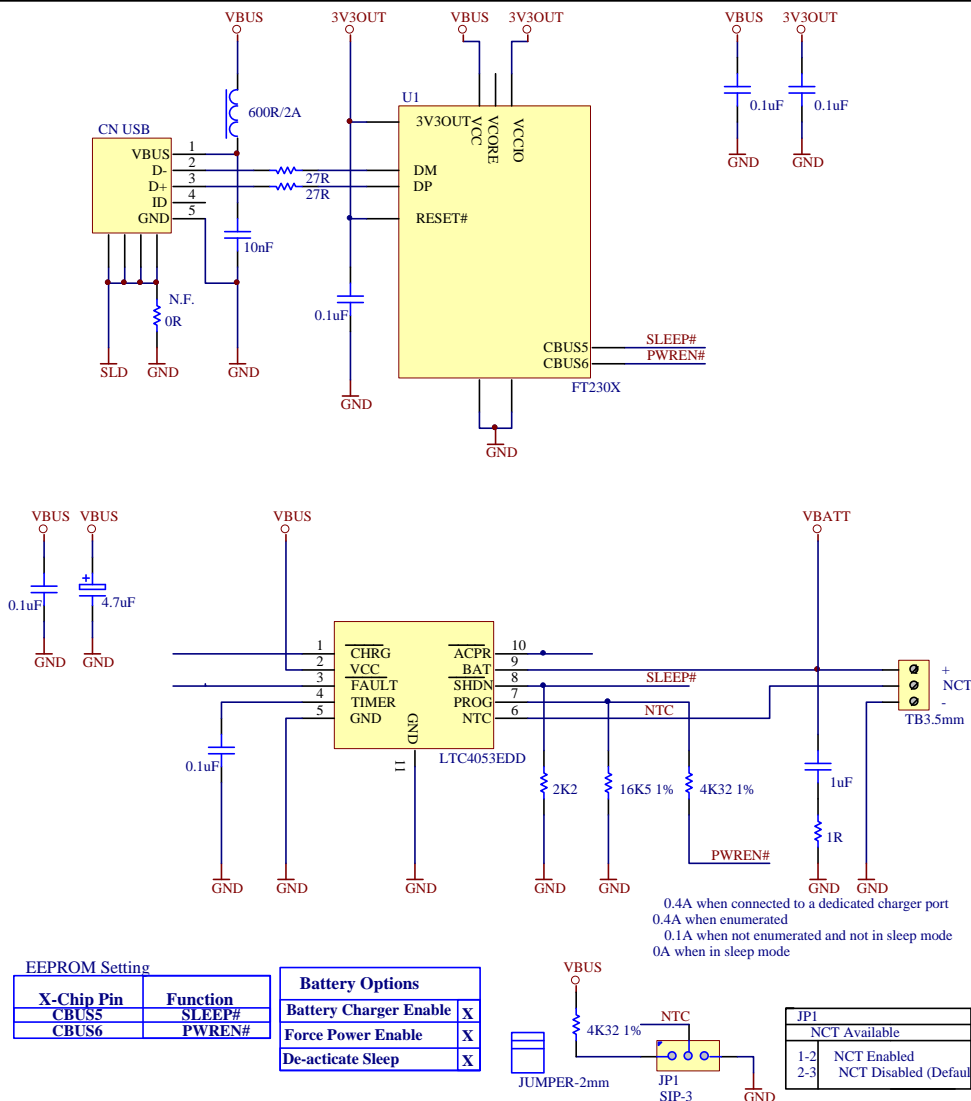 VBUS 3V3OUT VBUS 3V3OUT VBUS 3V3OUT
600R/2A
0.1uF 0.1uF
GND GND
CN USB
VBUS 1
D- 2
D+ 3
ID 4
GND 5
27R
27R
10nF
N.F.
0R
SLD GND GND
0.1uF
GND
U1
3V3OUT
VCC
VCORE
VCCIO
DM
DP
RESET#
CBUS5 SLEEP#
CBUS6 PWREN#
FT230X
GND
VBUS VBUS VBUS VBATT
0.1uF
+
4.7uF
GND GND
1 CHRG ACPR 10
2 VCC BAT 9
3 FAULT SHDN 8 SLEEP#
4 TIMER PROG 7
5 GND NTC 6 NTC
GND
11
LTC4053EDD
+
NCT
-
TB3.5mm
0.1uF
2K2
16K5 1%
4K32 1%
1uF
1R
PWREN#
GND GND GND GND GND GND GND
0.4A when connected to a dedicated charger port
0.4A when enumerated
0.1A when not enumerated and not in sleep mode
0A when in sleep mode
EEPROM Setting
X-Chip Pin Function
CBUS5 SLEEP#
CBUS6 PWREN#
Battery Options
Battery Charger Enable X
Force Power Enable X
De-acticate Sleep X
JUMPER-2mm
VBUS
4K32 1%
NTC
JP1
SIP-3
GND
JP1
NCT Available
1-2 NCT Enabled
2-3 NCT Disabled (Defaul